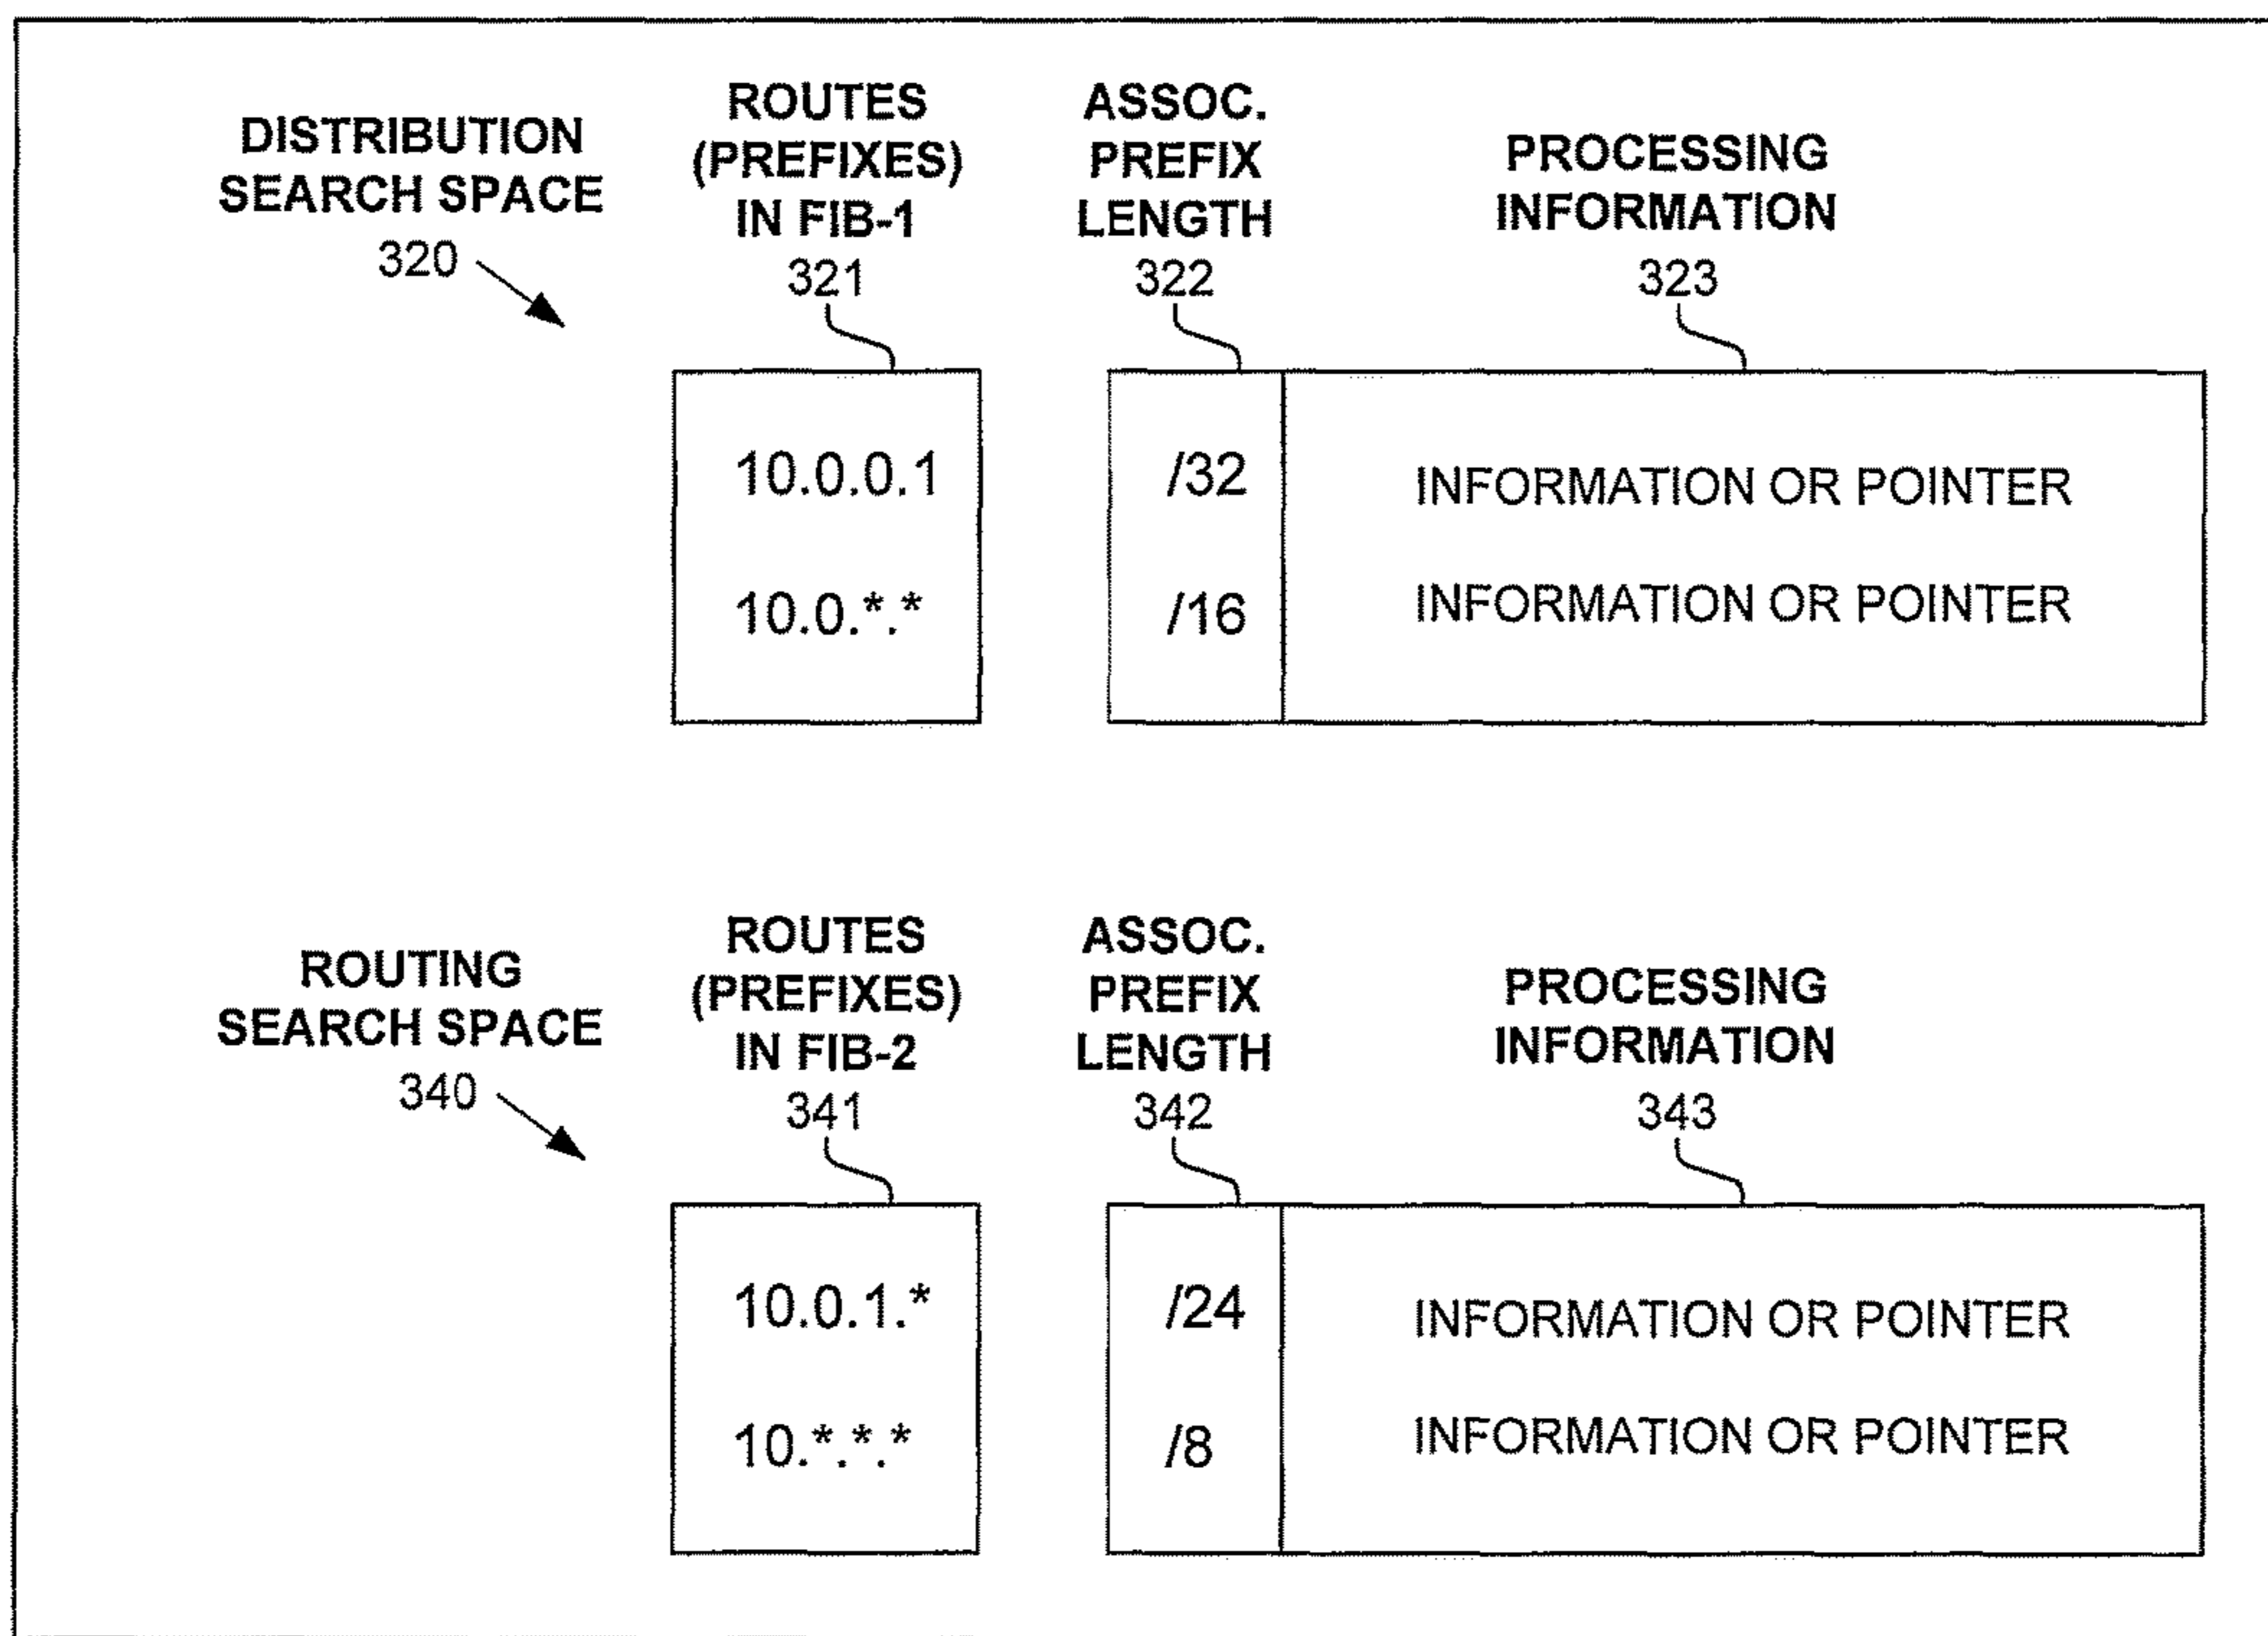 DISTRIBUTION
SEARCH SPACE
320
ROUTES
(PREFIXES)
IN FIB-1
321
ASSOC.
PREFIX
LENGTH
322
PROCESSING
INFORMATION
323
10.0.0.1 /32 INFORMATION OR POINTER
10.0.*.* /16 INFORMATION OR POINTER
ROUTING
SEARCH SPACE
340
ROUTES
(PREFIXES)
IN FIB-2
341
ASSOC.
PREFIX
LENGTH
342
PROCESSING
INFORMATION
343
10.0.1.* /24 INFORMATION OR POINTER
10.*.*.* /8 INFORMATION OR POINTER